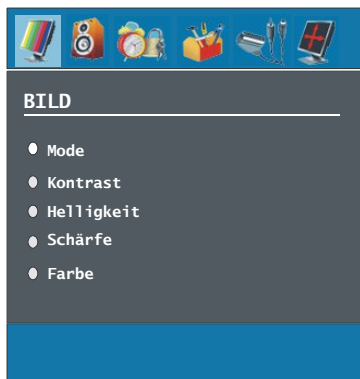 BILD
Mode
Kontrast
Helligkeit
Schärfe
Farbe